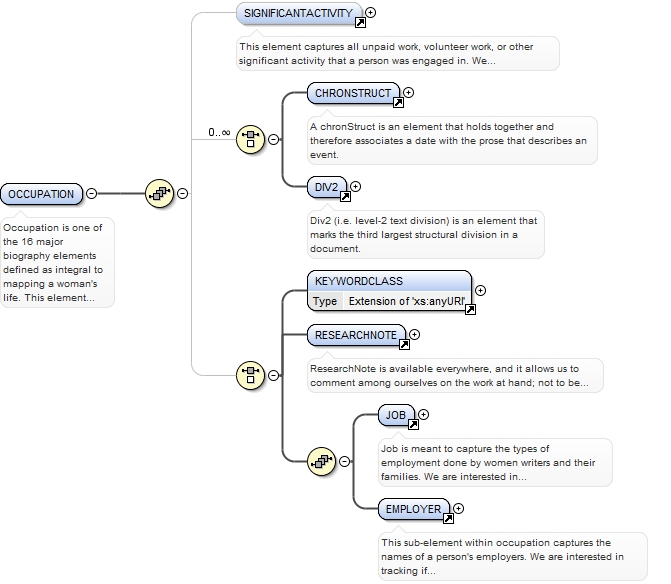 SIGNIFICANTACTIVITY
This element captures all unpaid work, volunteer work, or other
significant activity that a person was engaged in. We...
0..∞
CHRONSTRUCT
A chronStruct is an element that holds together and
therefore associates a date with the prose that describes an
event.
DIV2
Div2 (i.e. level-2 text division) is an element that
marks the third largest structural division in a
document.
OCCUPATION
Occupation is one of
the 16 major
biography elements
defined as integral to
mapping a woman's
life. This element...
KEYWORDCLASS
Type Extension of 'xs:anyURI'
RESEARCHNOTE
ResearchNote is available everywhere, and it allows us to
comment among ourselves on the work at hand; not to be...
JOB
Job is meant to capture the types of
employment done by women writers and their
families. We are interested in...
EMPLOYER
This sub-element within occupation captures the
names of a person's employers. We are interested in
tracking if...